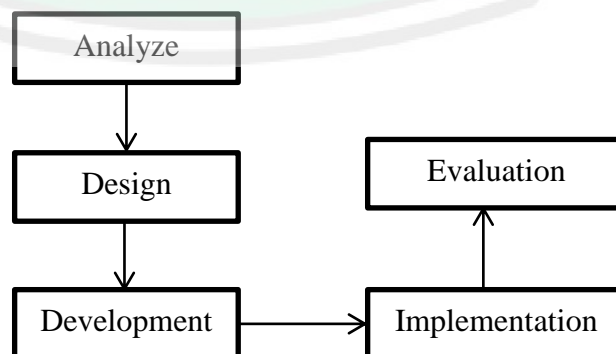 Analyze
Design
Development
Implementation
Evaluation